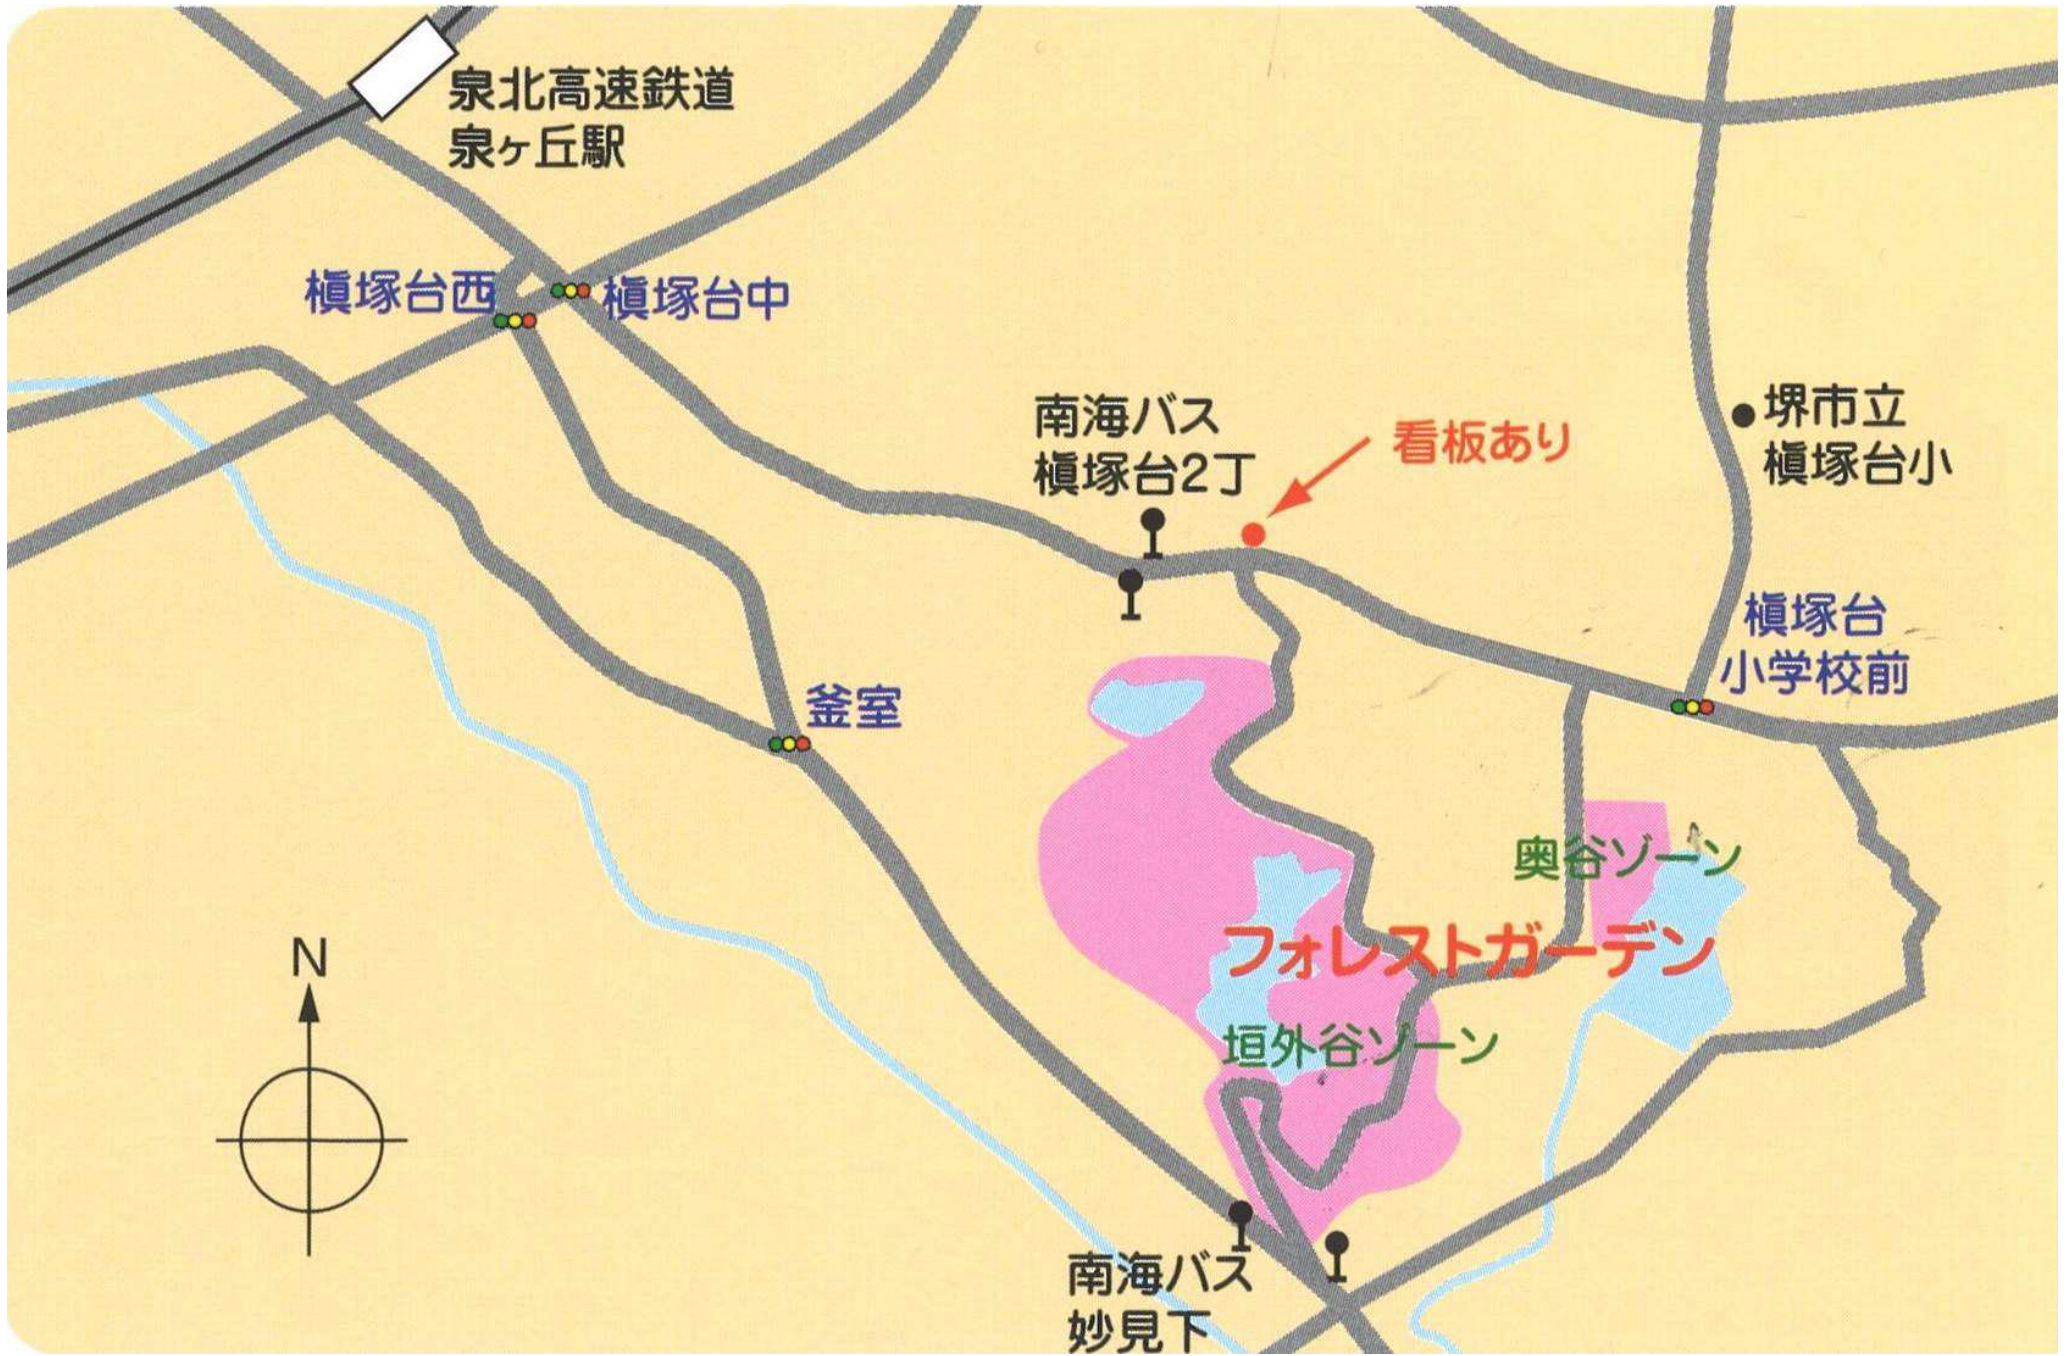 泉北高速鉄道
泉ヶ丘駅
槇塚台西
槇塚台中
南海バス
槇塚台2丁
看板あり
堺市立
槇塚台小
槇塚台
小学校前
釜室
奥谷ゾーン
フォレストガーデン
垣外谷ゾーン
N
南海バス
妙見下